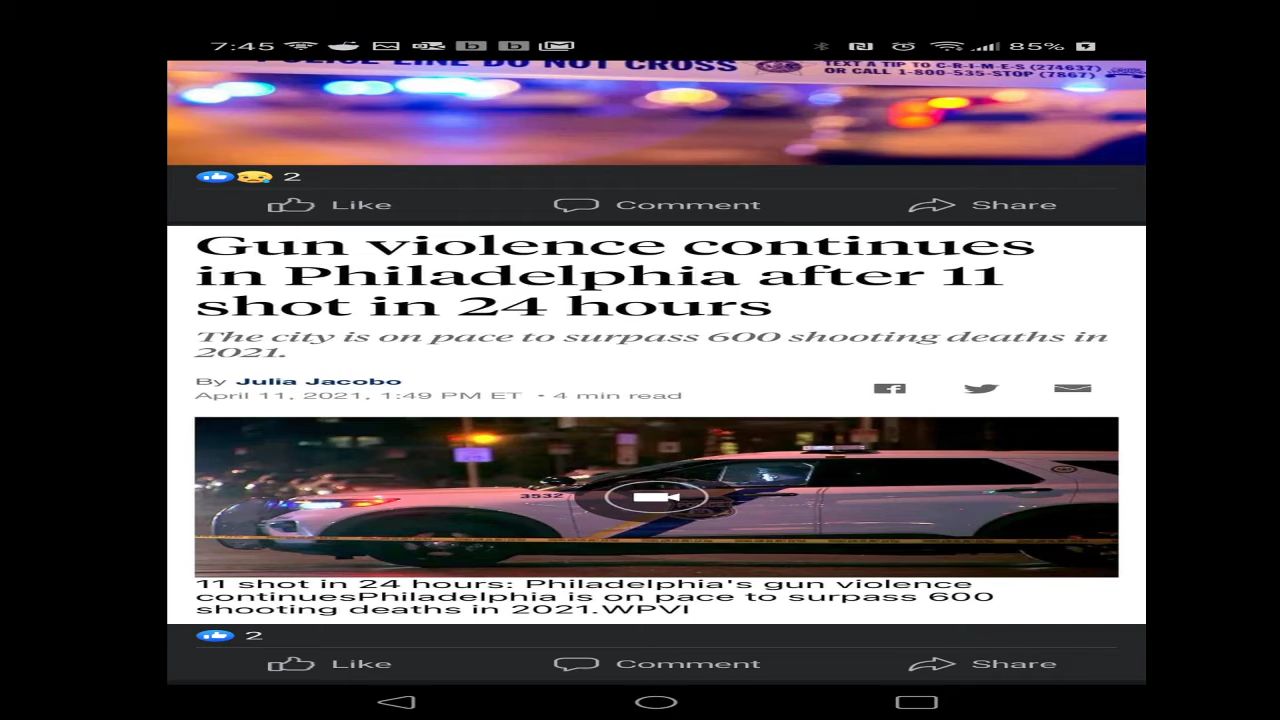 7:45
85%
POLICE LINE DO NOT CROSS
TEXT A TIP TO C-R-I-M-E-S (274637)
OR CALL 1-800-535-STOP (7867)
2
Like Comment Share
Gun violence continues
in Philadelphia after 11
shot in 24 hours
The city is on pace to surpass 600 shooting deaths in
2021.
By Julia Jacobo
April 11, 2021, 1:49 PM ET • 4 min read
3532
11 shot in 24 hours: Philadelphia's gun violence
continuesPhiladelphia is on pace to surpass 600
shooting deaths in 2021.WPVI
2
Like Comment Share